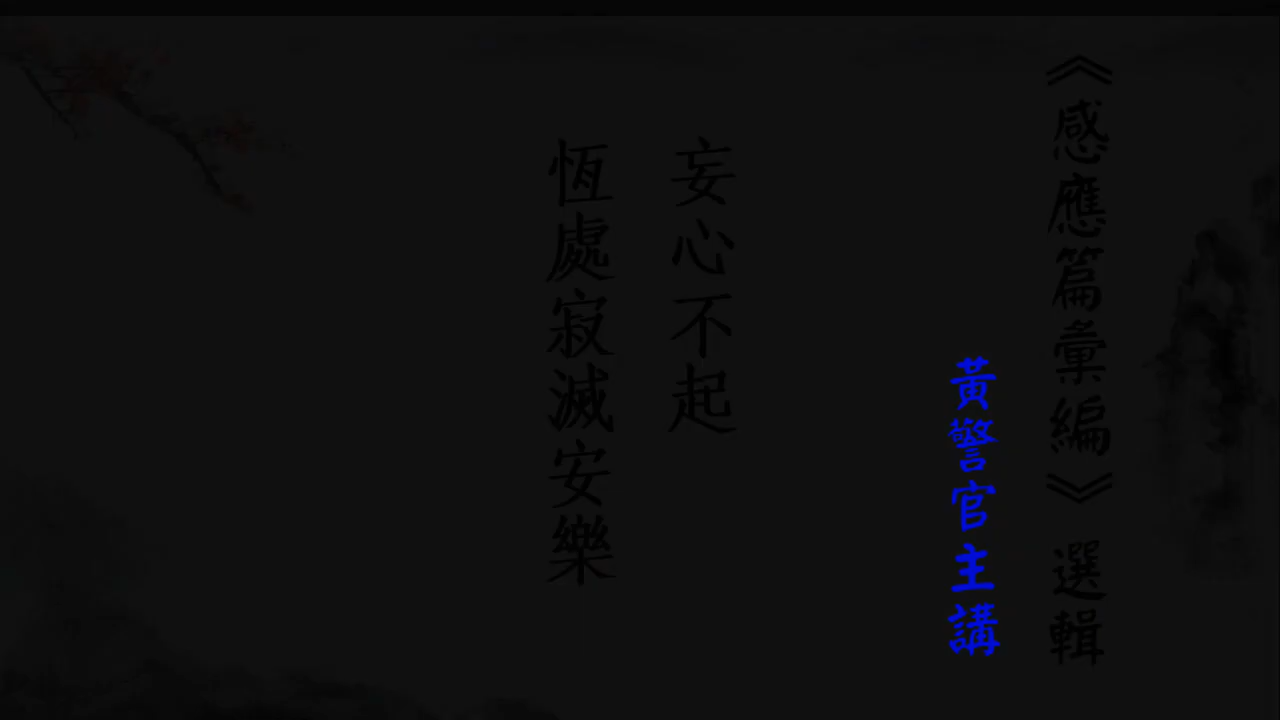 《感應篇彙編》選輯
黃警官主講
妄心不起
恆處寂滅安樂